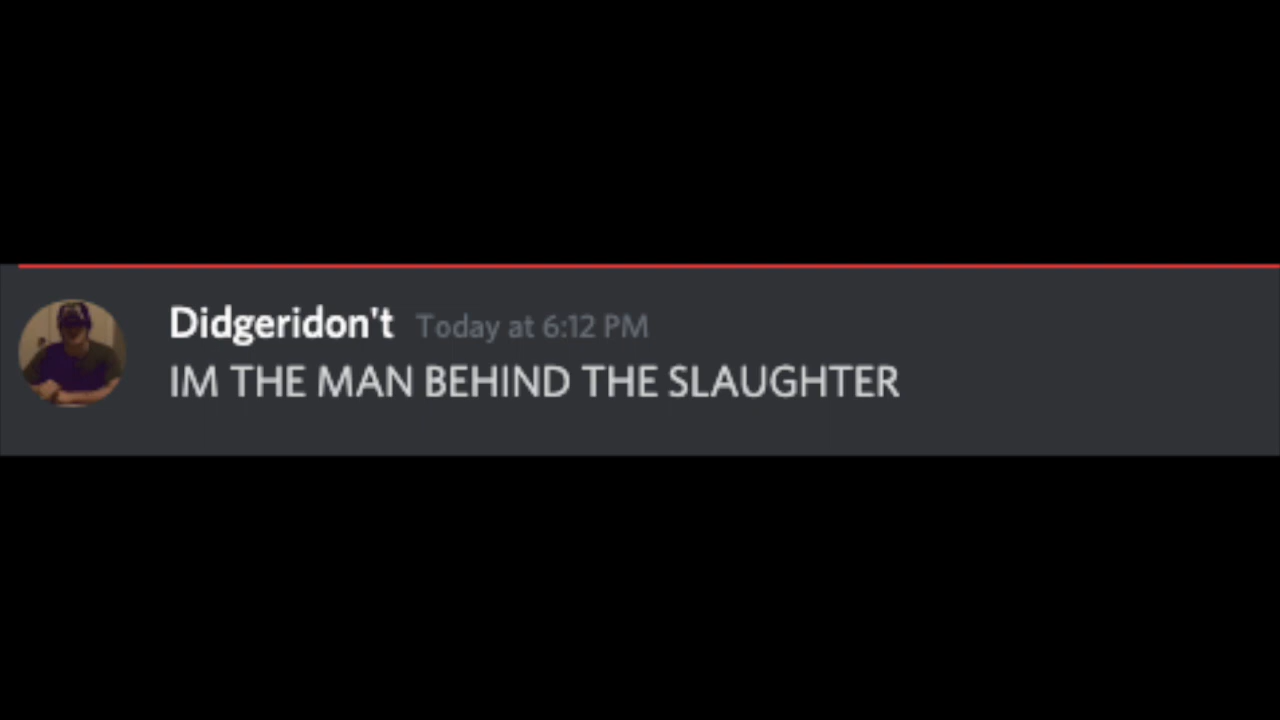 Didgeridon't Today at 6:12 PM
IM THE MAN BEHIND THE SLAUGHTER